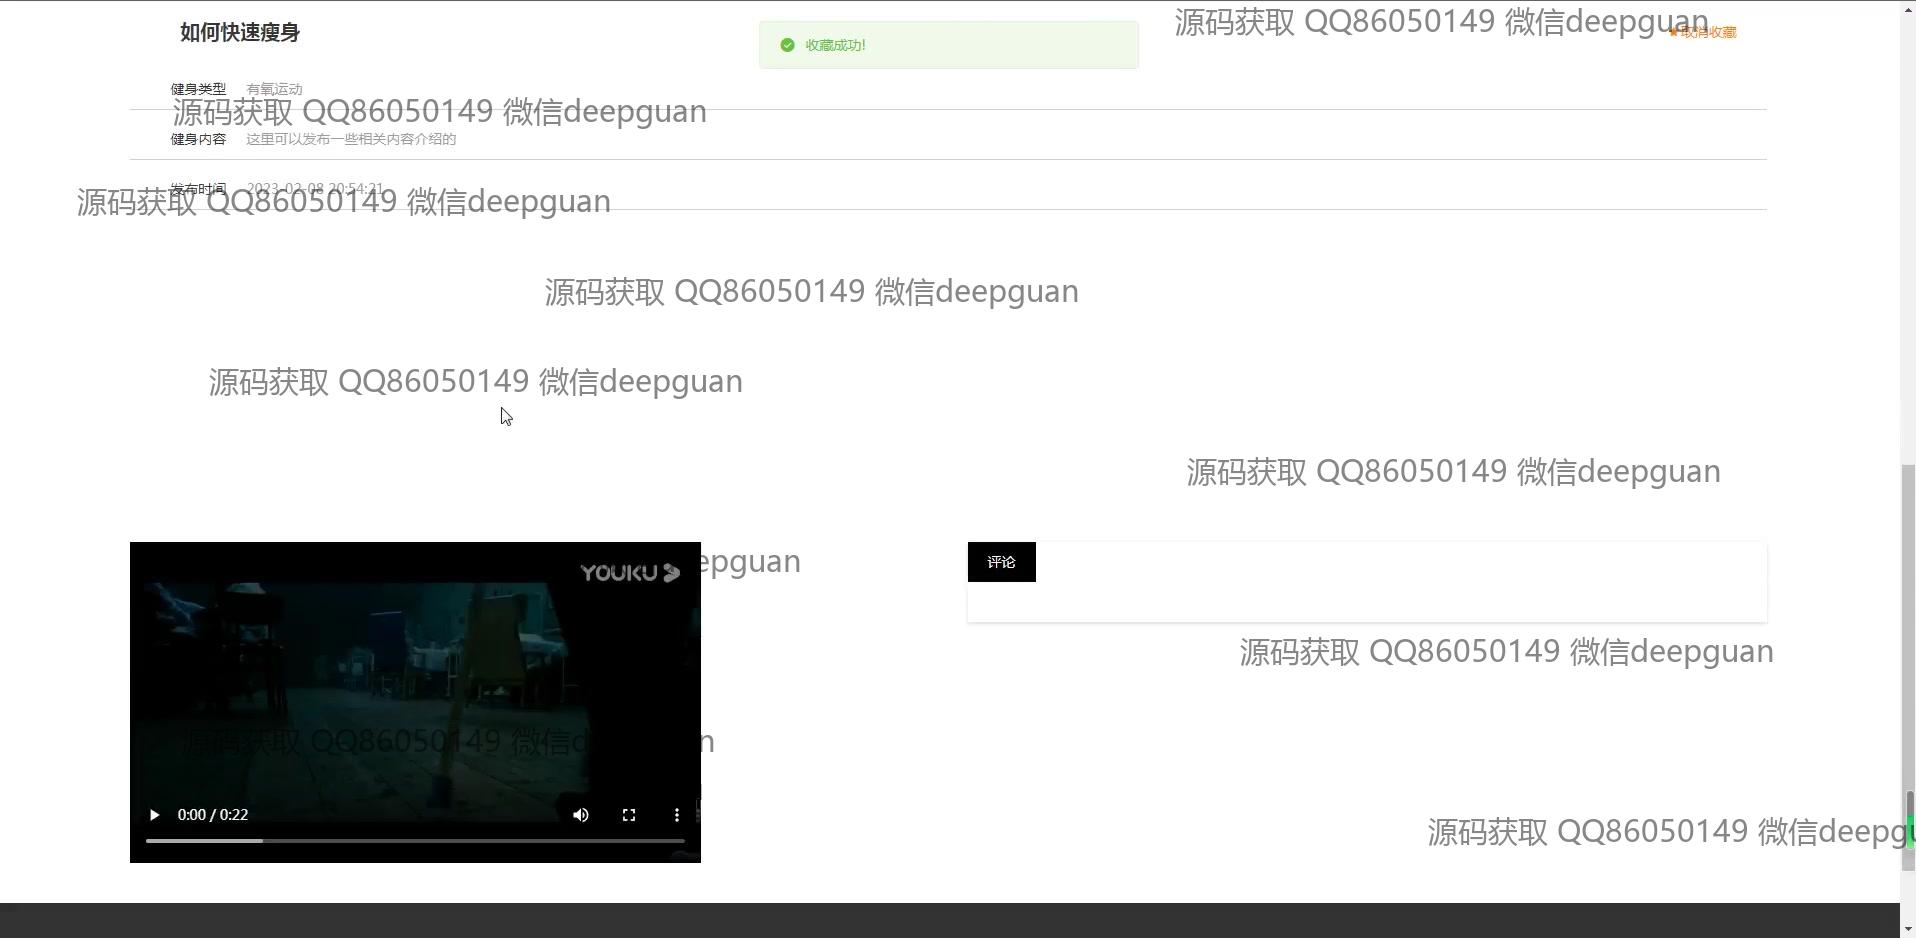 如何快速瘦身
收藏成功!
源码获取 QQ86050149 微信deepguan
★取消收藏
健身类型 有氧运动
源码获取 QQ86050149 微信deepguan
健身内容 这里可以发布一些相关内容介绍的
发布时间 2023-02-08 20:54:21
源码获取 QQ86050149 微信deepguan
源码获取 QQ86050149 微信deepguan
源码获取 QQ86050149 微信deepguan
源码获取 QQ86050149 微信deepguan
YOUKU
epguan
评论
源码获取 QQ86050149 微信deepguan
源码获取 QQ86050149 微信d n
0:00 / 0:22
源码获取 QQ86050149 微信deepgu